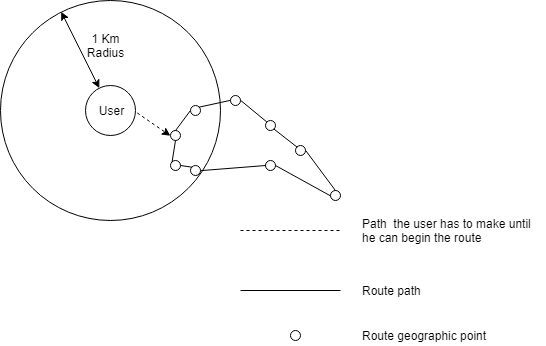 1 Km
Radius
User
Path  the user has to make until
he can begin the route
Route path
Route geographic point